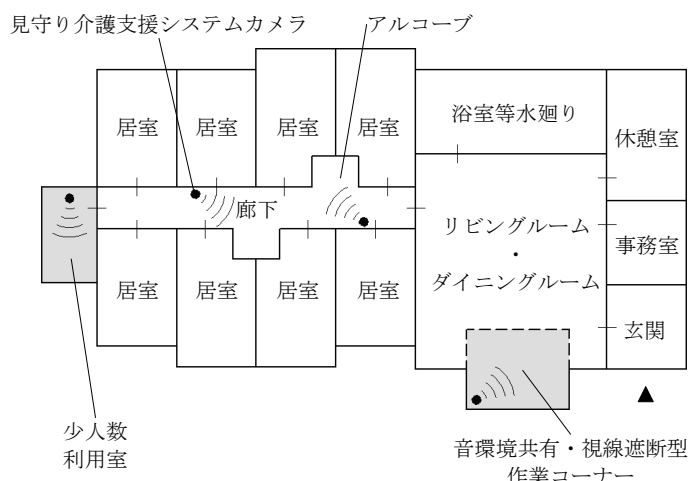 見守り介護支援システムカメラ
アルコーブ
居室
居室
居室
居室
浴室等水廻り
休憩室
廊下
リビングルーム
・
ダイニングルーム
事務室
居室
居室
居室
居室
玄関
少人数
利用室
音環境共有・視線遮断型
作業コーナー